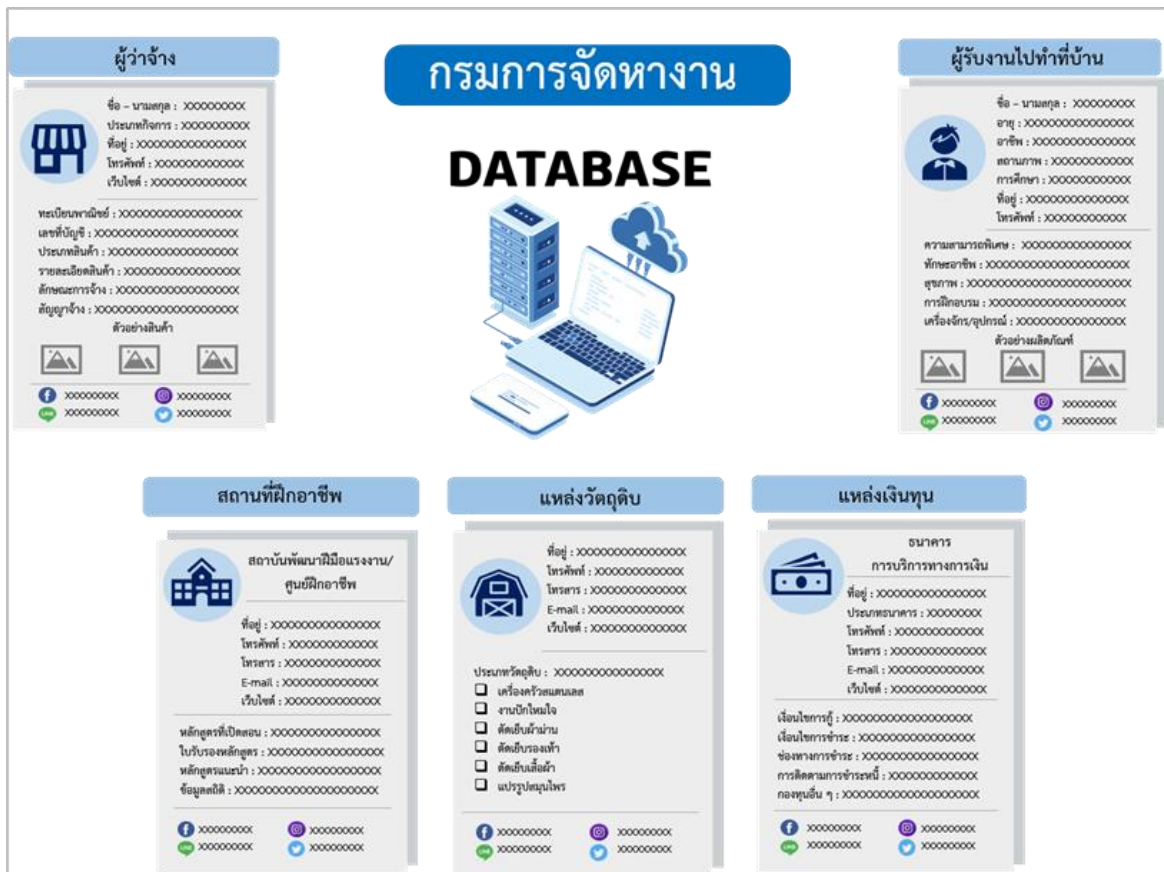 กรมการจัดหางาน
DATABASE
ผู้ว่าจ้าง
ชื่อ – นามสกุล : XXXXXXXXX
ประเภทกิจการ : XXXXXXXXXX
ที่อยู่ : XXXXXXXXXXXXXXXX
โทรศัพท์ : XXXXXXXXXXXXX
เว็บไซต์ : XXXXXXXXXXXXXX
ทะเบียนพาณิชย์ : XXXXXXXXXXXXXXXXXX
เลขที่บัญชี : XXXXXXXXXXXXXXXXXXXXX
ประเภทสินค้า : XXXXXXXXXXXXXXXXXXX
รายละเอียดสินค้า : XXXXXXXXXXXXXXXXX
ลักษณะการจ้าง : XXXXXXXXXXXXXXXXXX
สัญญาจ้าง : XXXXXXXXXXXXXXXXXXXXX
ตัวอย่างสินค้า
XXXXXXXXX XXXXXXXXX
LINE XXXXXXXXX XXXXXXXXX
ผู้รับงานไปทำที่บ้าน
ชื่อ – นามสกุล : XXXXXXXXX
อายุ : XXXXXXXXXXXXXXXX
อาชีพ : XXXXXXXXXXXXXXX
สถานภาพ : XXXXXXXXXXXX
การศึกษา : XXXXXXXXXXXX
ที่อยู่ : XXXXXXXXXXXXXXXX
โทรศัพท์ : XXXXXXXXXXXX
ความสามารถพิเศษ : XXXXXXXXXXXXXXXX
ทักษะอาชีพ : XXXXXXXXXXXXXXXXXXXXX
สุขภาพ : XXXXXXXXXXXXXXXXXXXXXXXX
การฝึกอบรม : XXXXXXXXXXXXXXXXXXXXX
เครื่องจักร/อุปกรณ์ : XXXXXXXXXXXXXXXX
ตัวอย่างผลิตภัณฑ์
XXXXXXXXX XXXXXXXXX
LINE XXXXXXXXX XXXXXXXXX
สถานที่ฝึกอาชีพ
สถาบันพัฒนาฝีมือแรงงาน/
ศูนย์ฝึกอาชีพ
ที่อยู่ : XXXXXXXXXXXXXXXX
โทรศัพท์ : XXXXXXXXXXXXX
โทรสาร : XXXXXXXXXXXXXX
E-mail : XXXXXXXXXXXXXX
เว็บไซต์ : XXXXXXXXXXXXXX
หลักสูตรที่เปิดสอน : XXXXXXXXXXXXXXXX
ใบรับรองหลักสูตร : XXXXXXXXXXXXXXXXX
หลักสูตรแนะนำ : XXXXXXXXXXXXXXXXXX
ข้อมูลสถิติ : XXXXXXXXXXXXXXXXXXXXX
XXXXXXXXX XXXXXXXXX
LINE XXXXXXXXX XXXXXXXXX
แหล่งวัตถุดิบ
ที่อยู่ : XXXXXXXXXXXXXXXX
โทรศัพท์ : XXXXXXXXXXXXX
โทรสาร : XXXXXXXXXXXXXX
E-mail : XXXXXXXXXXXXXX
เว็บไซต์ : XXXXXXXXXXXXXX
ประเภทวัตถุดิบ : XXXXXXXXXXXXXXXX
❑ เครื่องครัวสแตนเลส
❑ งานปักไหมใจ
❑ ตัดเย็บผ้าม่าน
❑ ตัดเย็บรองเท้า
❑ ตัดเย็บเสื้อผ้า
❑ แปรรูปสมุนไพร
XXXXXXXXX XXXXXXXXX
LINE XXXXXXXXX XXXXXXXXX
แหล่งเงินทุน
ธนาคาร
การบริการทางการเงิน
ที่อยู่ : XXXXXXXXXXXXXXXX
ประเภทธนาคาร : XXXXXXXX
โทรศัพท์ : XXXXXXXXXXXXX
โทรสาร : XXXXXXXXXXXXXX
E-mail : XXXXXXXXXXXXXX
เว็บไซต์ : XXXXXXXXXXXXXX
เงื่อนไขการกู้ : XXXXXXXXXXXXXXXXXXX
เงื่อนไขการชำระ : XXXXXXXXXXXXXXXXX
ช่องทางการชำระ : XXXXXXXXXXXXXXXXX
การติดตามการชำระหนี้ : XXXXXXXXXXXXX
กองทุนอื่น ๆ : XXXXXXXXXXXXXXXXXXXX
XXXXXXXXX XXXXXXXXX
LINE XXXXXXXXX XXXXXXXXX